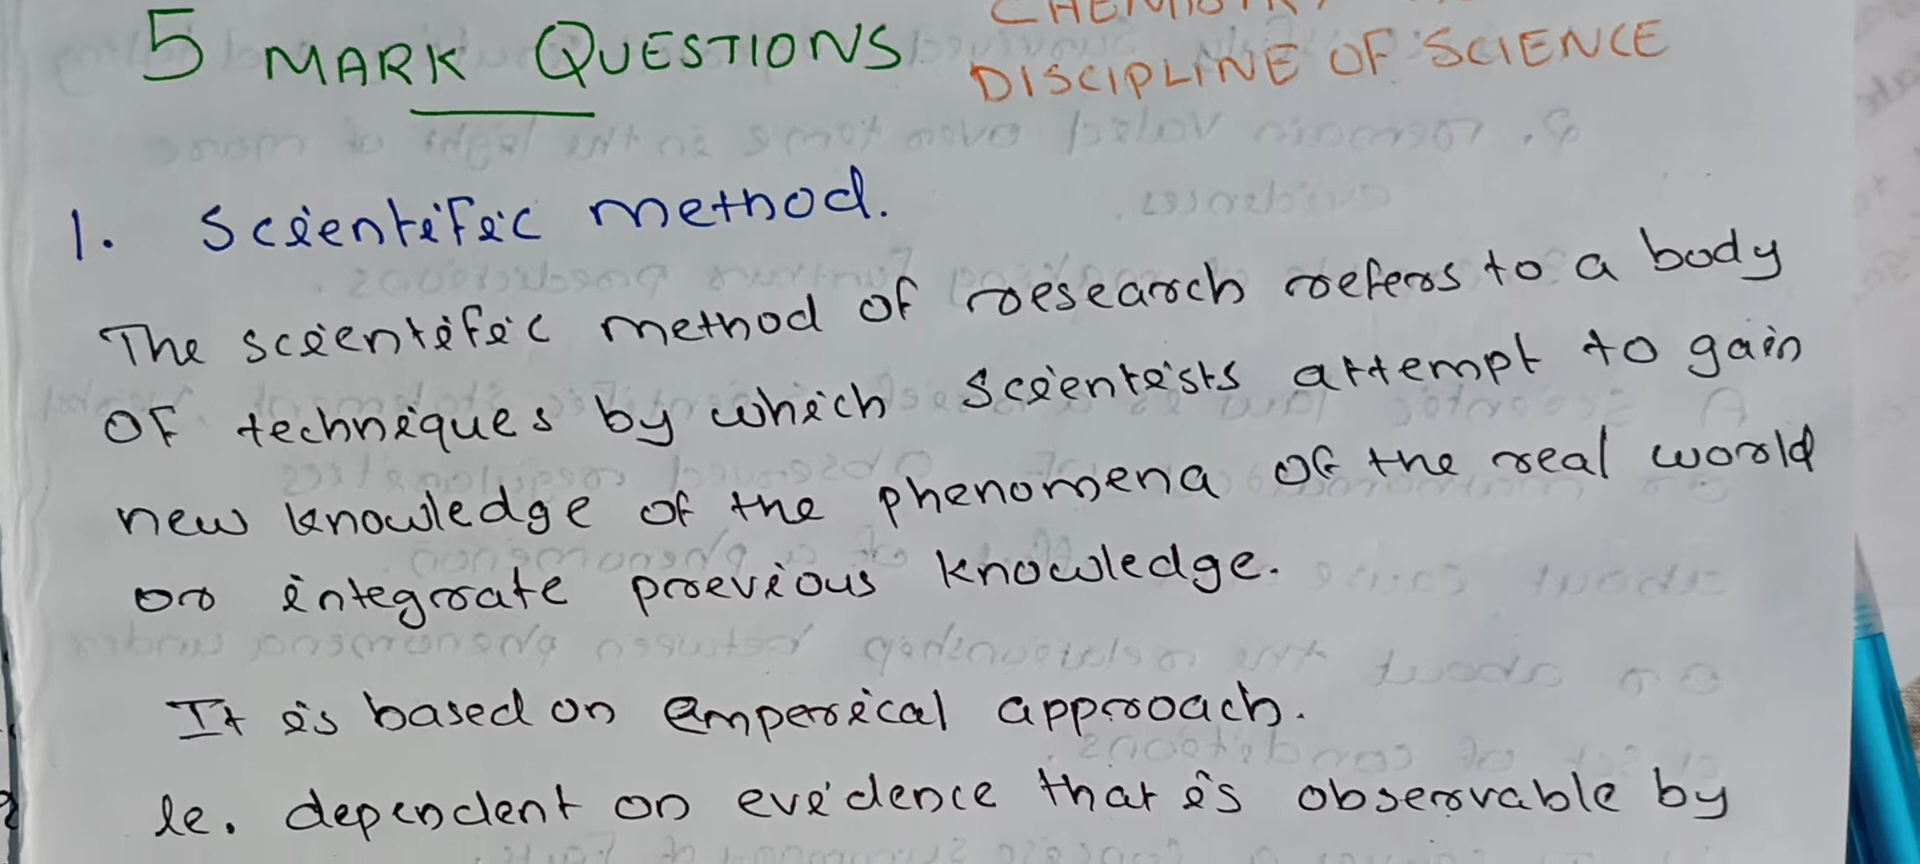 5 MARK QUESTIONS
DISCIPLINE OF SCIENCE
1. Scientific method.
The scientific method of research refers to a body
of techniques by which scientists attempt to gain
new knowledge of the phenomena of the real world
or integrate previous knowledge.
It is based on emperical approach.
ie. dependent on evidence that is observable by